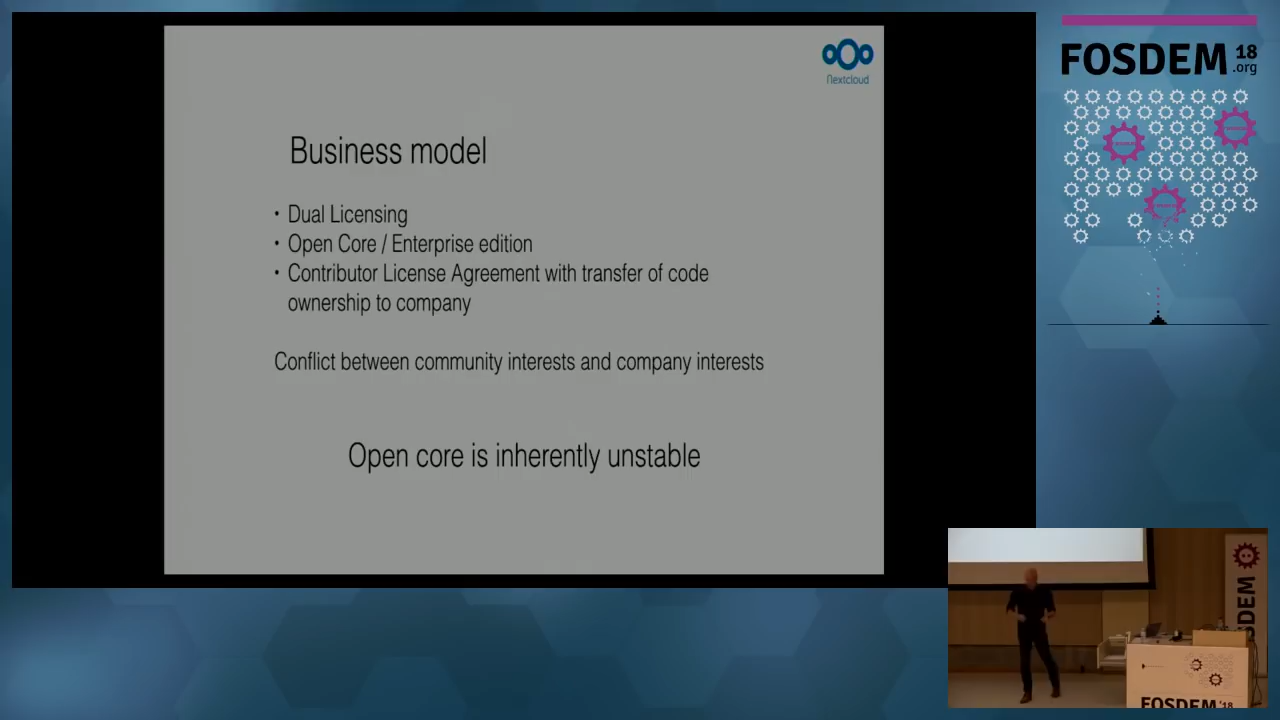 Nextcloud
Business model
• Dual Licensing
• Open Core / Enterprise edition
• Contributor License Agreement with transfer of code
ownership to company
Conflict between community interests and company interests
Open core is inherently unstable
FOSDEM 18
.org
FOSDEM '18